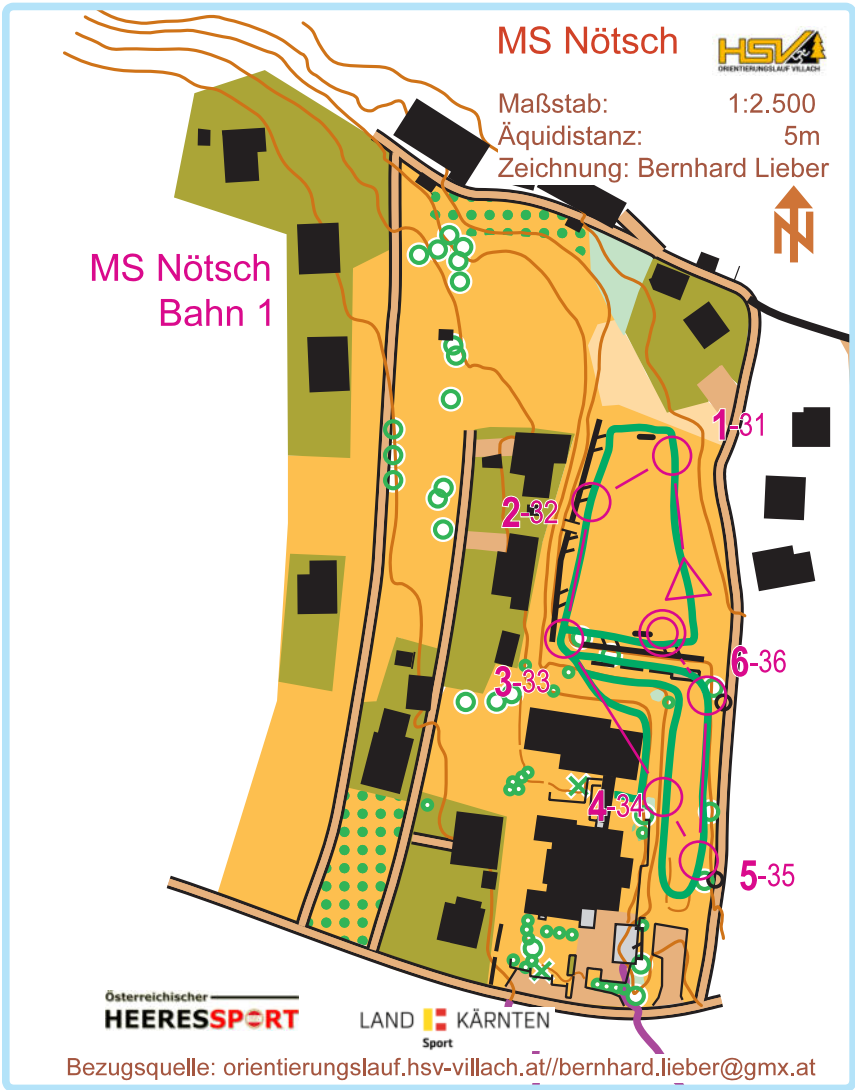 MS Nötsch
HSV
ORIENTIERUNGSLAUF VILLACH
Maßstab: 1:2.500
Äquidistanz: 5m
Zeichnung: Bernhard Lieber
N
MS Nötsch
Bahn 1
1-31
2-32
3-33
6-36
4-34
5-35
Österreichischer
HEERESSPORT
LAND KÄRNTEN
Sport
Bezugsquelle: orientierungslauf.hsv-villach.at//bernhard.lieber@gmx.at